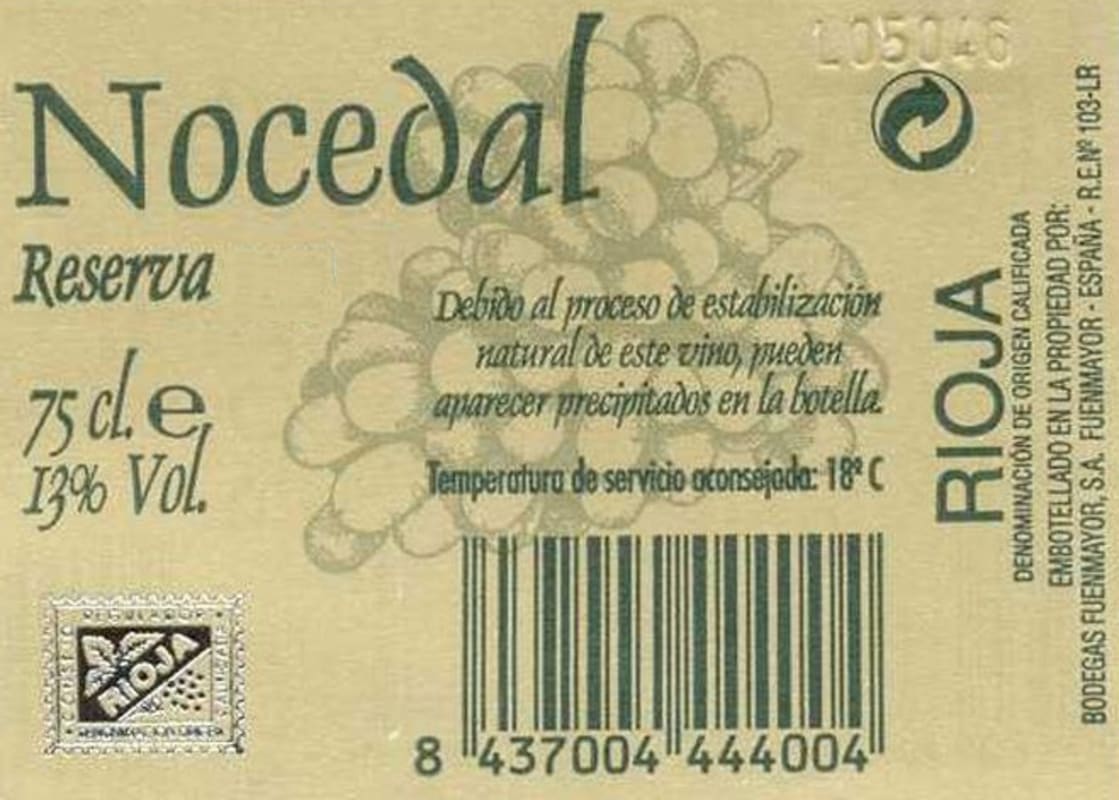 L05046
Nocedal
Reserva
75 cl. e
13% Vol.
Debido al proceso de estabilización
natural de este vino, pueden
aparecer precipitados en la botella.
Temperatura de servicio aconsejada: 18º C
RIOJA
DENOMINACIÓN DE ORIGEN CALIFICADA
EMBOTELLADO EN LA PROPIEDAD POR:
BODEGAS FUENMAYOR, S.A. FUENMAYOR - ESPAÑA - R.E.Nº 103-LR
CONSEJO
REGULADOR
RIOJA
8 437004 444004